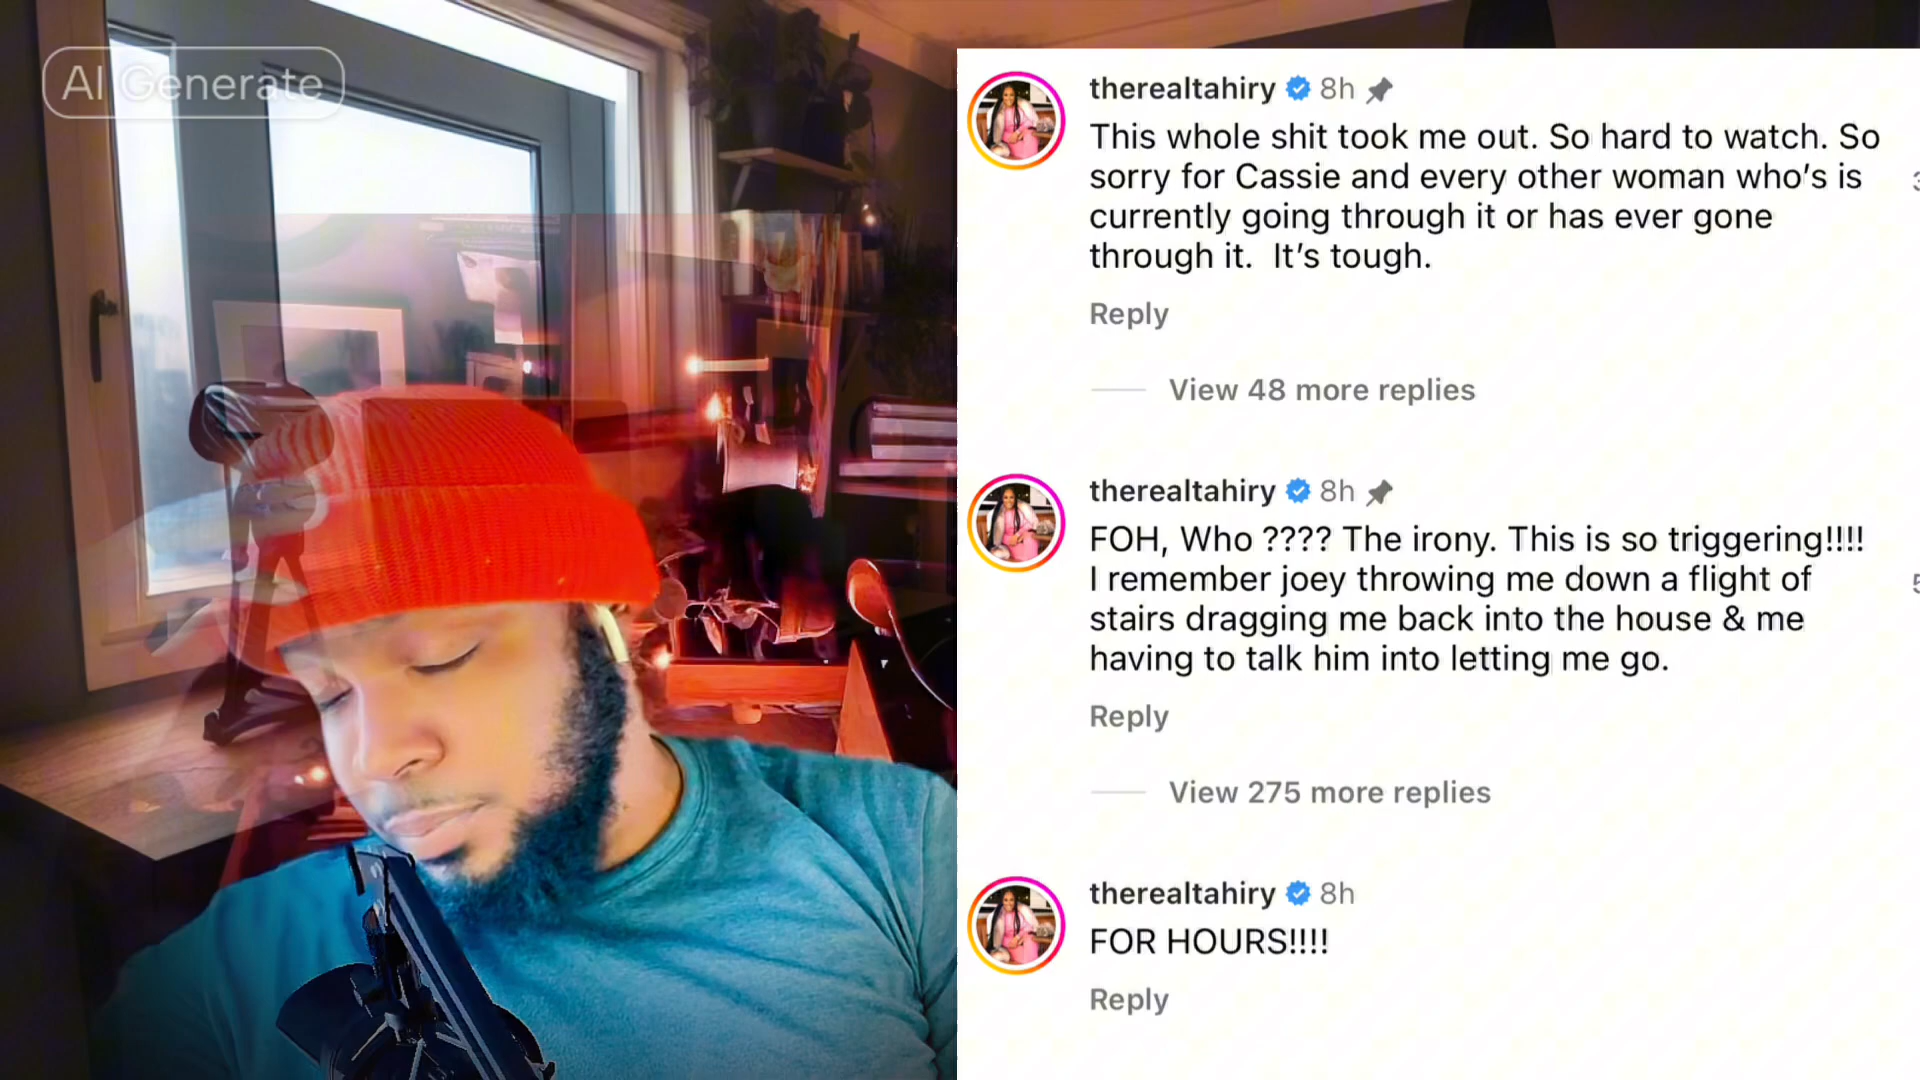 AI Generate
therealtahiry 8h
This whole shit took me out. So hard to watch. So
sorry for Cassie and every other woman who’s is
currently going through it or has ever gone
through it. It’s tough.
Reply
View 48 more replies
therealtahiry 8h
FOH, Who ???? The irony. This is so triggering!!!!
I remember joey throwing me down a flight of
stairs dragging me back into the house & me
having to talk him into letting me go.
Reply
View 275 more replies
therealtahiry 8h
FOR HOURS!!!!
Reply